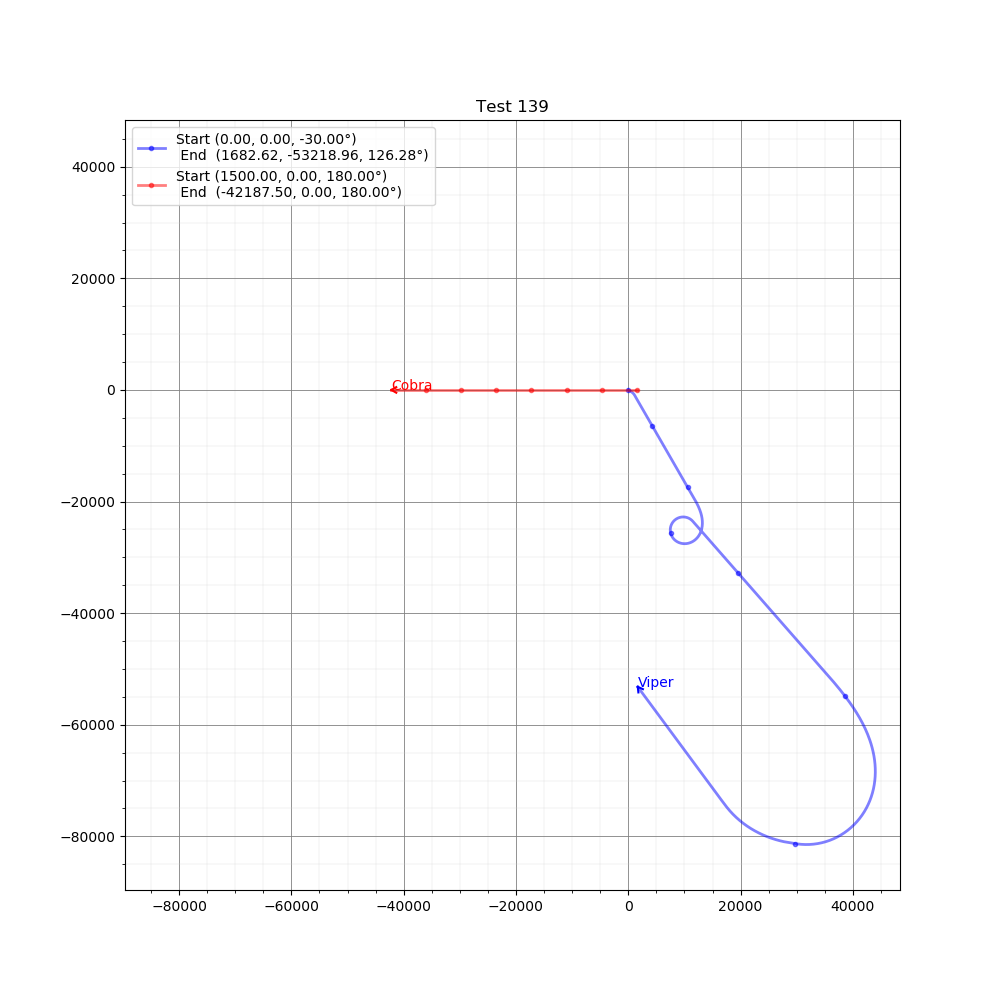 Test 139
Start (0.00, 0.00, -30.00°)
End (1682.62, -53218.96, 126.28°)
Start (1500.00, 0.00, 180.00°)
End (-42187.50, 0.00, 180.00°)
40000
20000
0
−20000
−40000
−60000
−80000
Cobra
Viper
−80000
−60000
−40000
−20000
0
20000
40000